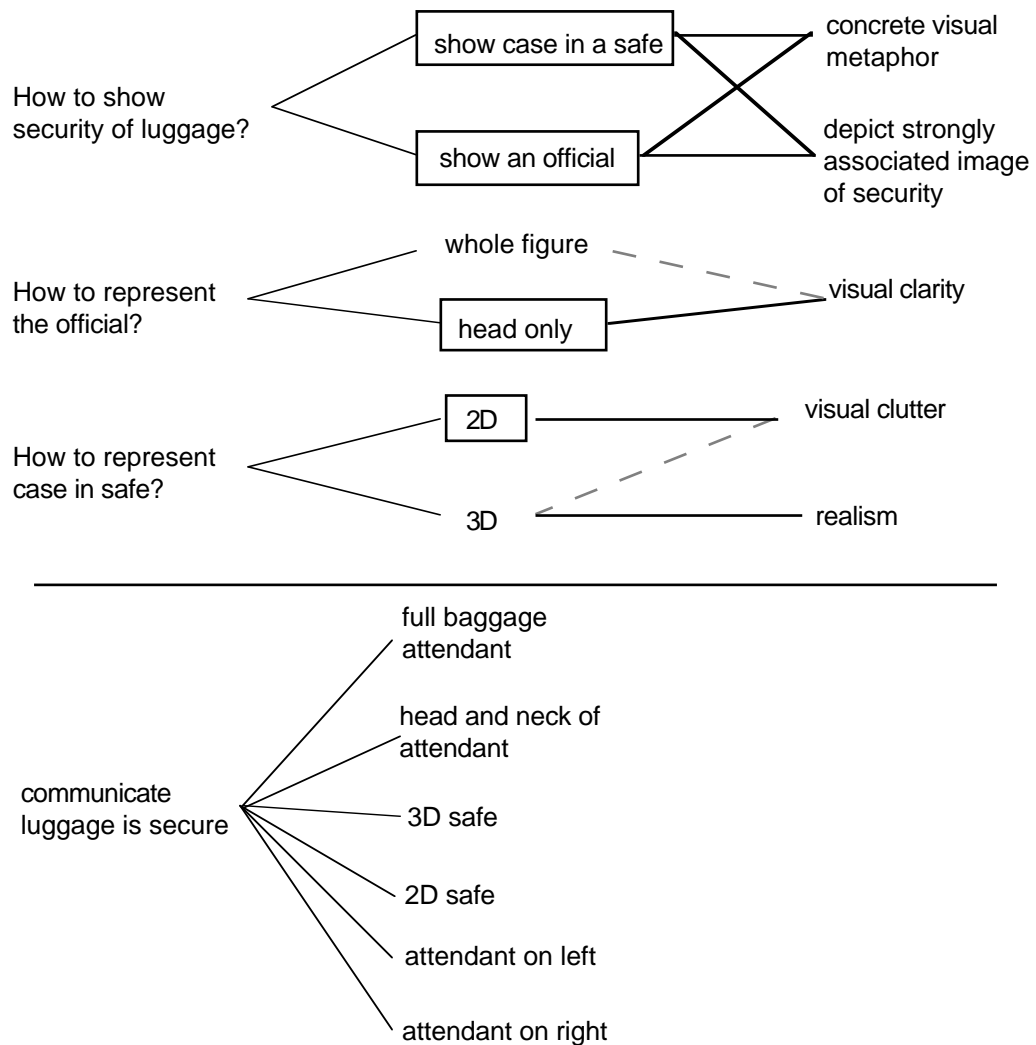 How to show
security of luggage?
show case in a safe
show an official
concrete visual
metaphor
depict strongly
associated image
of security
How to represent
the official?
whole figure
head only
visual clarity
How to represent
case in safe?
2D
3D
visual clutter
realism
communicate
luggage is secure
full baggage
attendant
head and neck of
attendant
3D safe
2D safe
attendant on left
attendant on right